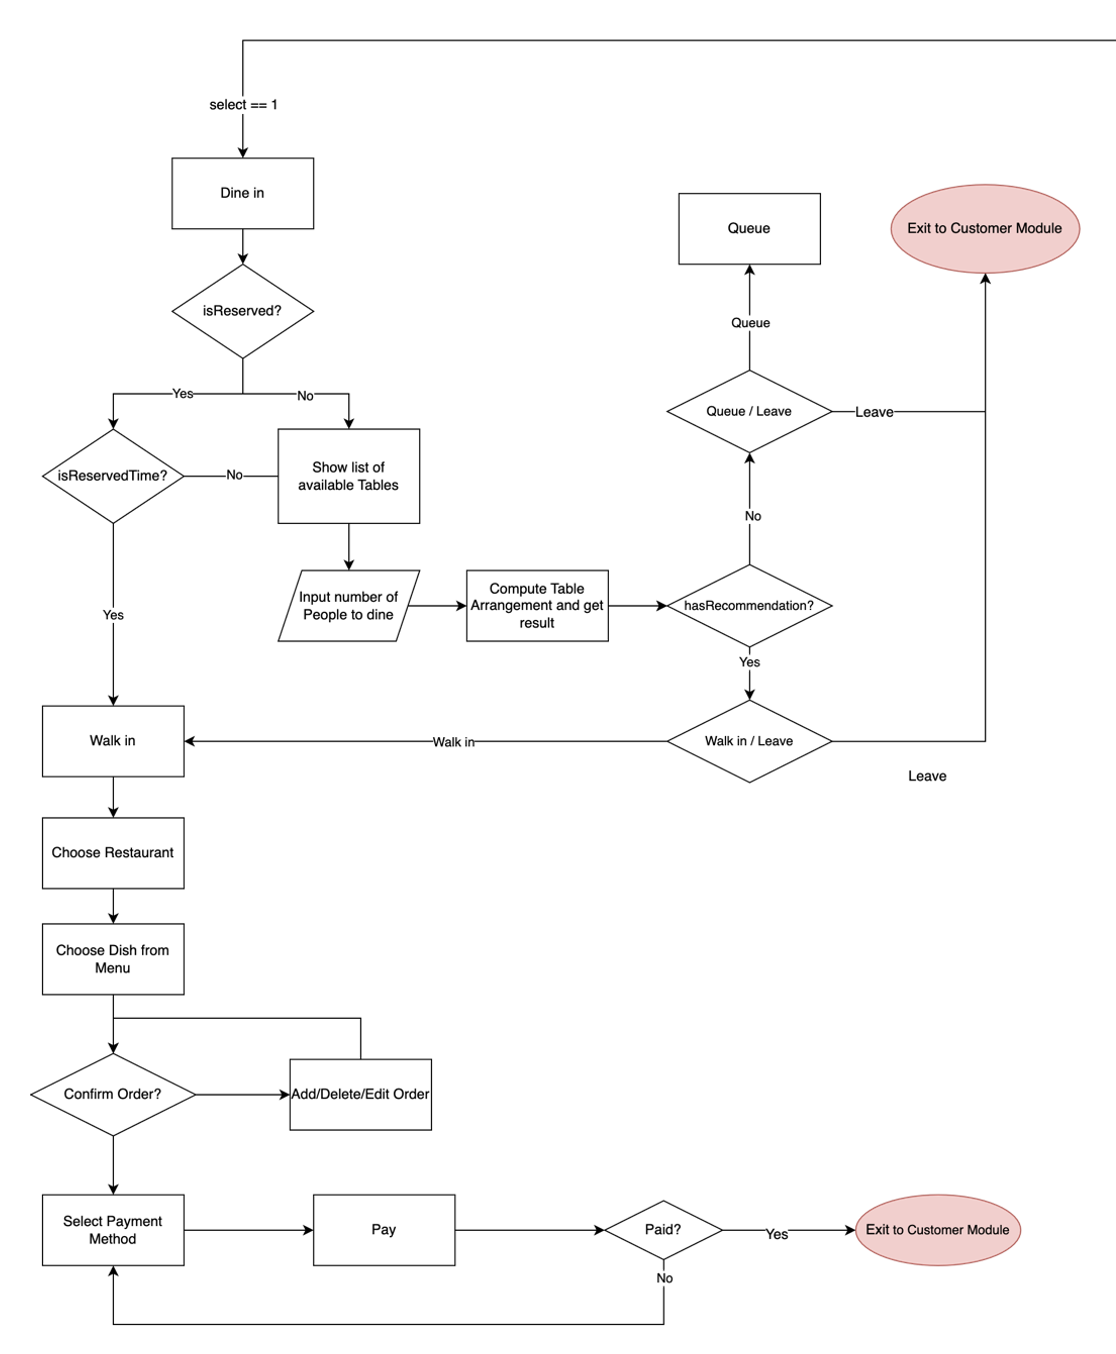 select == 1
Dine in
Queue
Exit to Customer Module
isReserved?
Queue
Yes
No
Queue / Leave
Leave
isReservedTime?
No
Show list of
available Tables
No
Input number of
People to dine
Compute Table
Arrangement and get
result
hasRecommendation?
Yes
Yes
Walk in
Walk in
Walk in / Leave
Leave
Choose Restaurant
Choose Dish from
Menu
Confirm Order?
Add/Delete/Edit Order
Select Payment
Method
Pay
Paid?
Yes
Exit to Customer Module
No